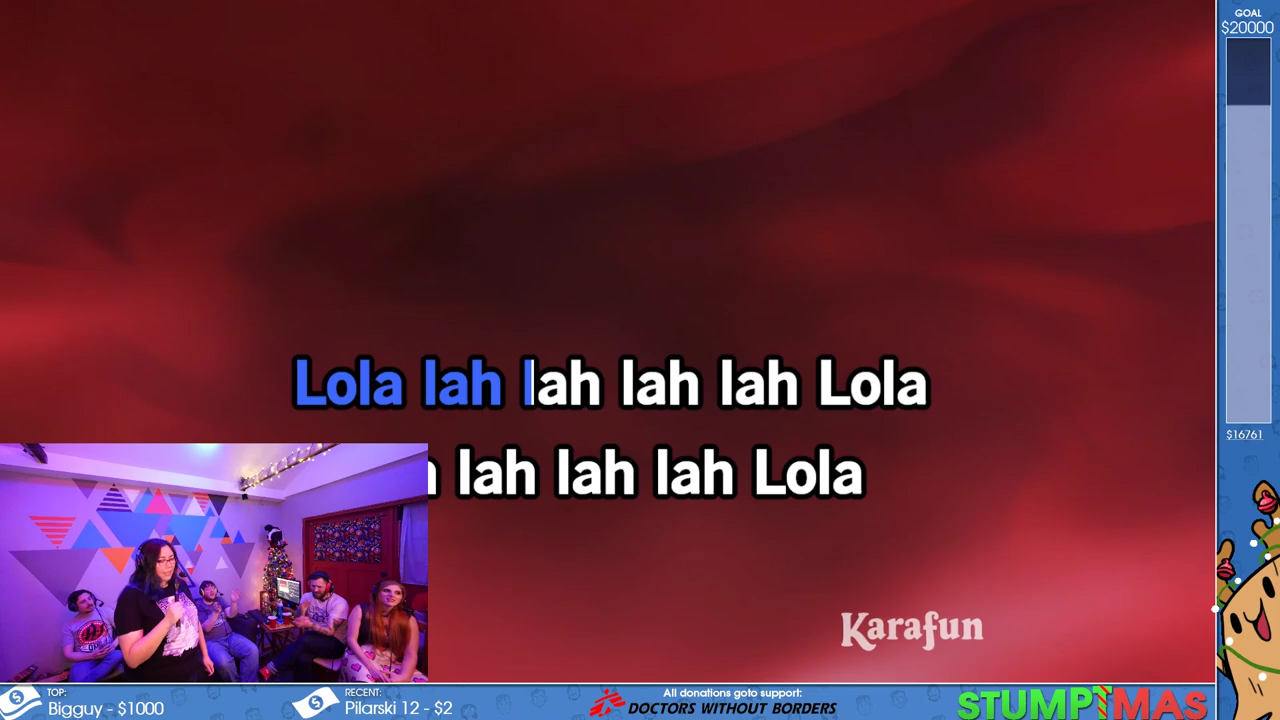 GOAL
$20000
Lola lah lah lah lah Lola
lah lah lah Lola
$16761
Karafun
TOP:
Bigguy - $1000
RECENT:
Pilarski 12 - $2
All donations goto support:
DOCTORS WITHOUT BORDERS
STUMPTMAS